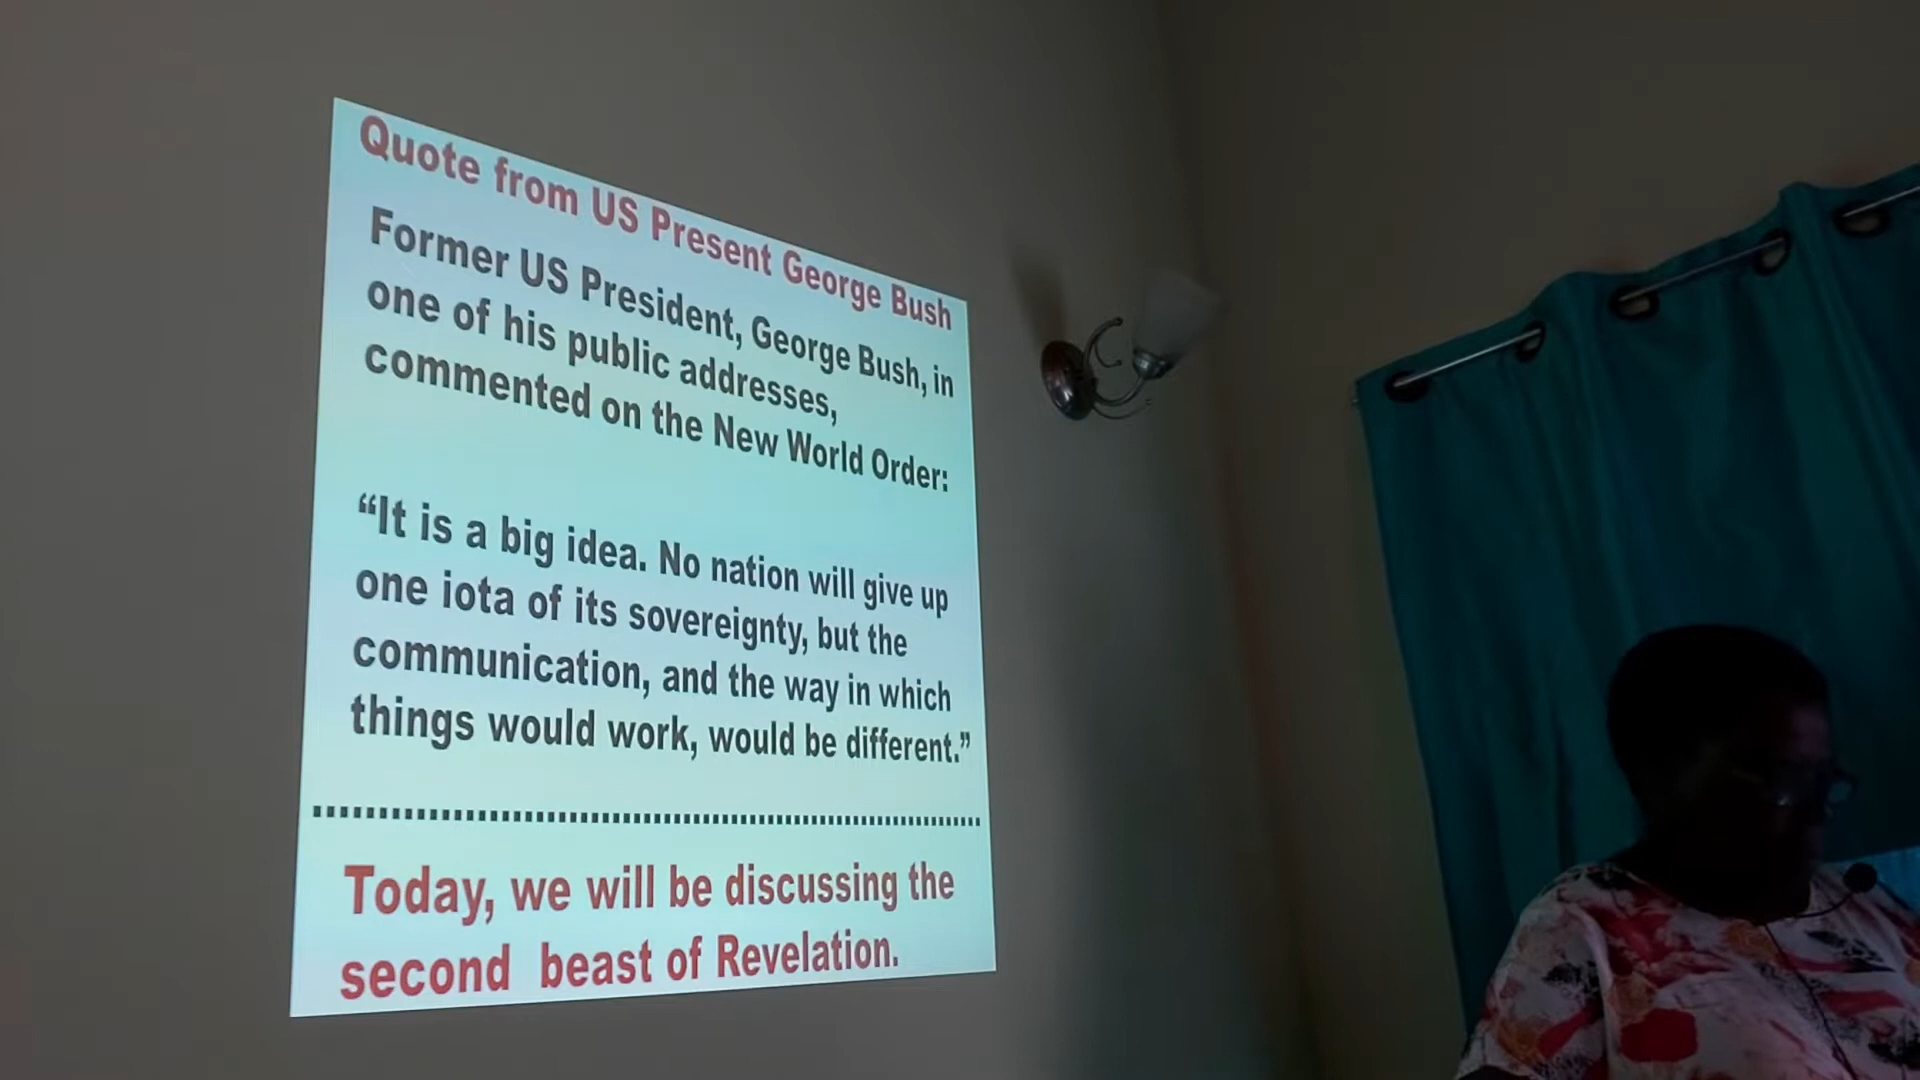 Quote from US Present George Bush
Former US President, George Bush, in
one of his public addresses,
commented on the New World Order:
“It is a big idea. No nation will give up
one iota of its sovereignty, but the
communication, and the way in which
things would work, would be different.”
Today, we will be discussing the
second beast of Revelation.